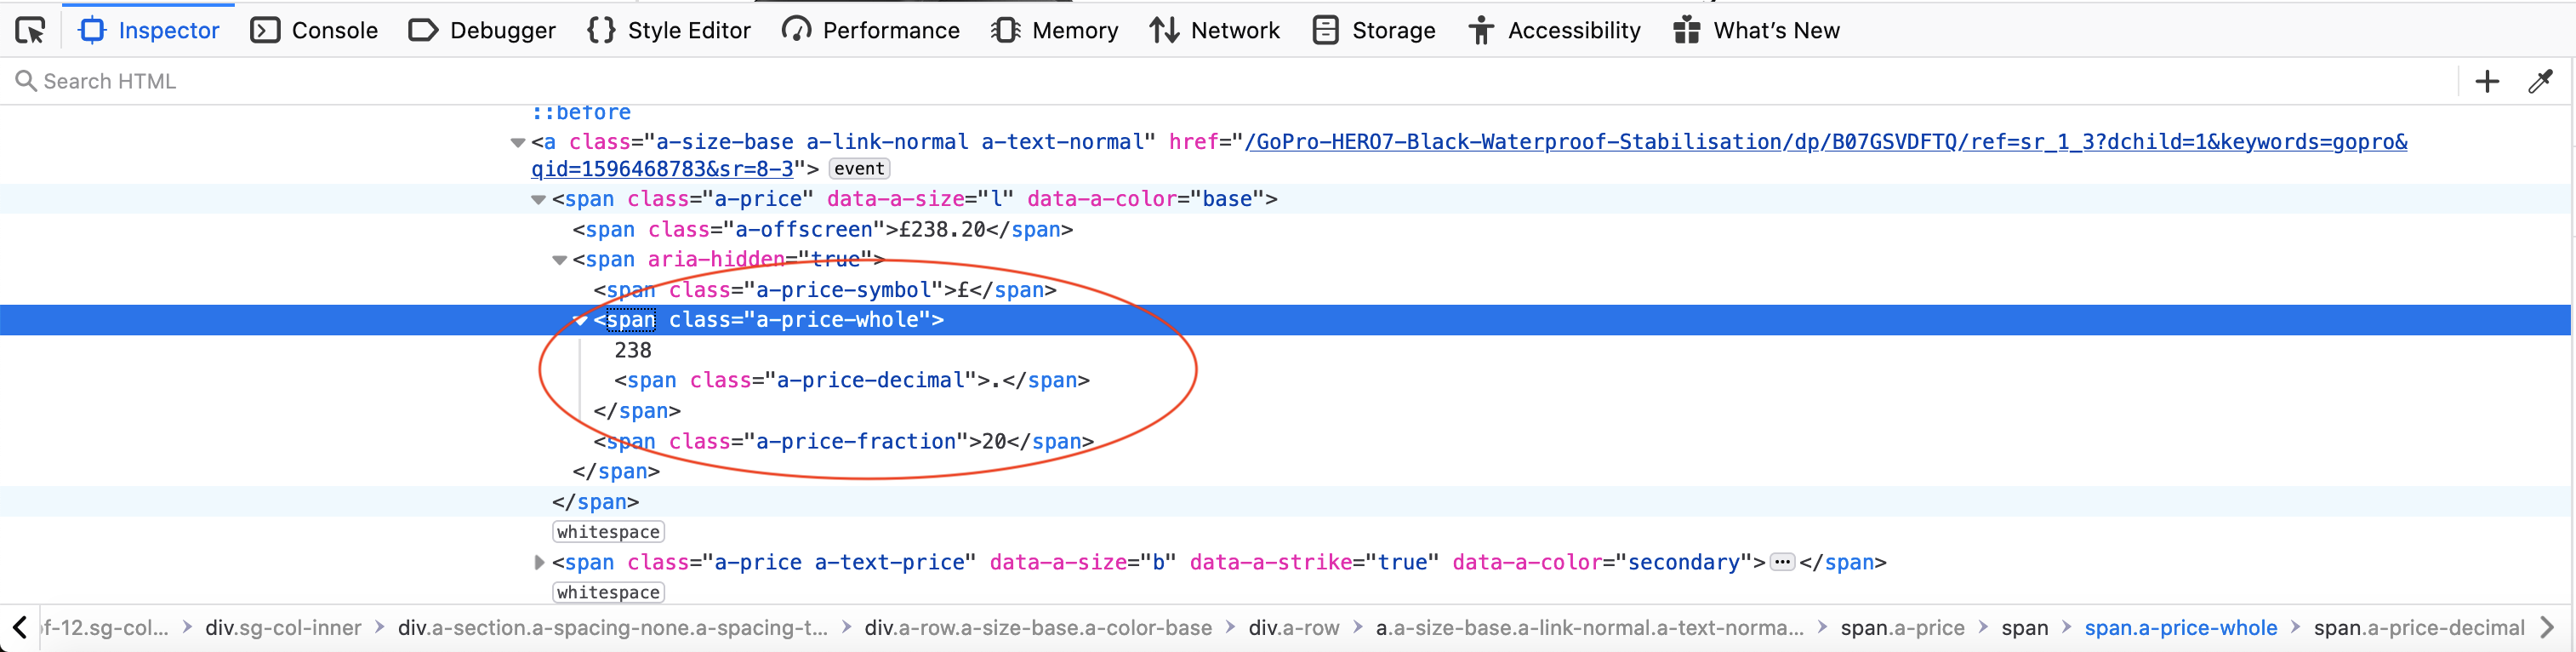 Inspector Console Debugger {} Style Editor Performance Memory Network Storage Accessibility What's New
Search HTML
::before
<a class="a-size-base a-link-normal a-text-normal" href="/GoPro-HERO7-Black-Waterproof-Stabilisation/dp/B07GSVDFTQ/ref=sr_1_3?dchild=1&keywords=gopro&
qid=1596468783&sr=8-3"> event
<span class="a-price" data-a-size="l" data-a-color="base">
<span class="a-offscreen">£238.20</span>
<span aria-hidden="true">
<span class="a-price-symbol">£</span>
<span class="a-price-whole">
238
<span class="a-price-decimal">.</span>
</span>
<span class="a-price-fraction">20</span>
</span>
</span>
whitespace
<span class="a-price a-text-price" data-a-size="b" data-a-strike="true" data-a-color="secondary">…</span>
whitespace
f-12.sg-col… div.sg-col-inner div.a-section.a-spacing-none.a-spacing-t… div.a-row.a-size-base.a-color-base div.a-row a.a-size-base.a-link-normal.a-text-norma… span.a-price span span.a-price-whole span.a-price-decimal